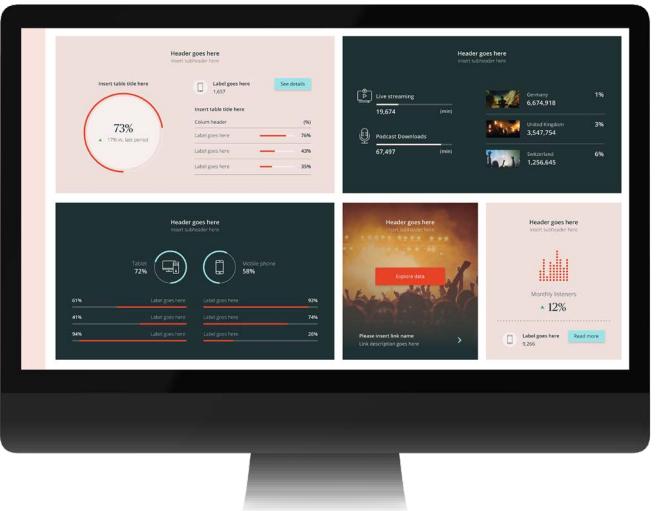 Header goes here
Insert subheader here
Insert table title here
73%
17% vs. last period
Label goes here
1,657
See details
Insert table title here
Colum header (%)
Label goes here 76%
Label goes here 43%
Label goes here 35%
Header goes here
Insert subheader here
Live streaming
19,674 (min)
Podcast Downloads
67,497 (min)
Germany 1%
6,674,918
United Kingdom 3%
3,547,754
Switzerland 6%
1,256,645
Header goes here
Insert subheader here
Tablet
72%
Mobile phone
58%
61% Label goes here Label goes here 93%
41% Label goes here Label goes here 74%
94% Label goes here Label goes here 26%
Header goes here
Insert subheader here
Explore data
Please insert link name
Link description goes here
Header goes here
Insert subheader here
Monthly listeners
12%
Label goes here
9,266
Read more